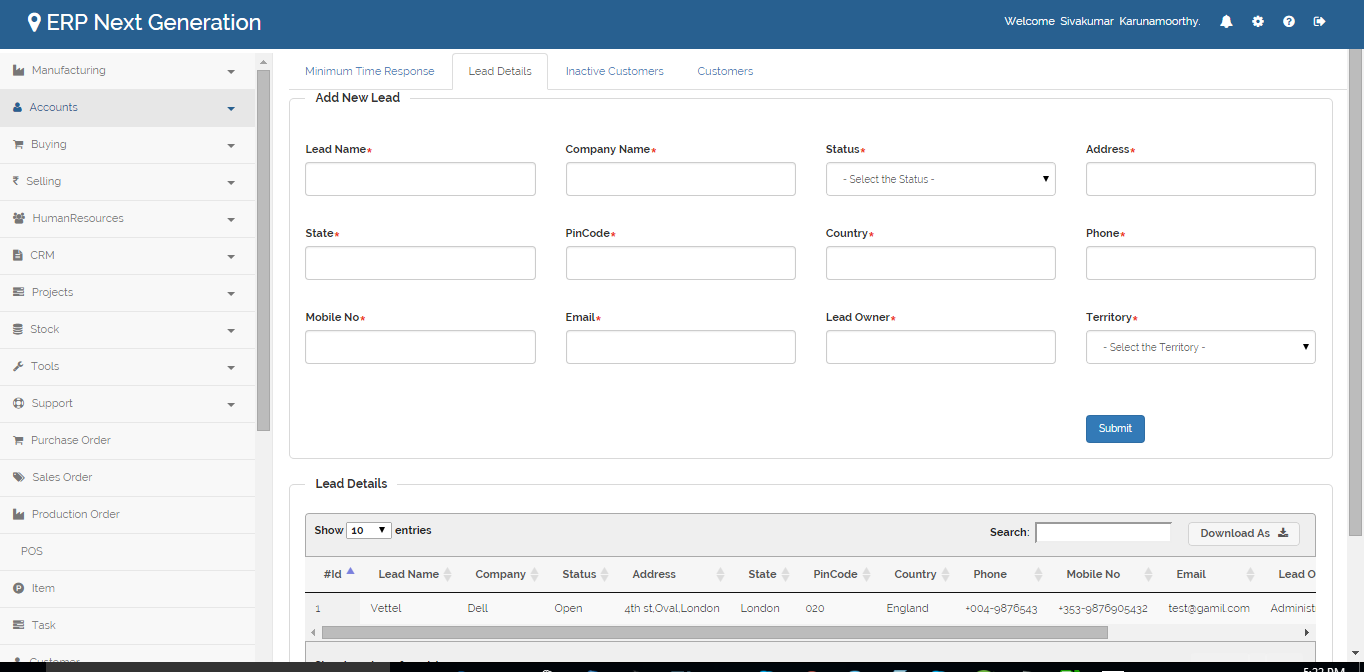 ERP Next Generation
Welcome Sivakumar Karunamoorthy.
Manufacturing
Accounts
Buying
Selling
HumanResources
CRM
Projects
Stock
Tools
Support
Purchase Order
Sales Order
Production Order
POS
Item
Task
Customer
Minimum Time Response Lead Details Inactive Customers Customers
Add New Lead
Lead Name* Company Name* Status* Address*
- Select the Status -
State* PinCode* Country* Phone*
Mobile No* Email* Lead Owner* Territory*
- Select the Territory -
Submit
Lead Details
Show 10 entries Search: Download As
#Id Lead Name Company Status Address State PinCode Country Phone Mobile No Email Lead O
1 Vettel Dell Open 4th st,Oval,London London 020 England +004-9876543 +353-9876905432 test@gamil.com Administ
5:22 PM